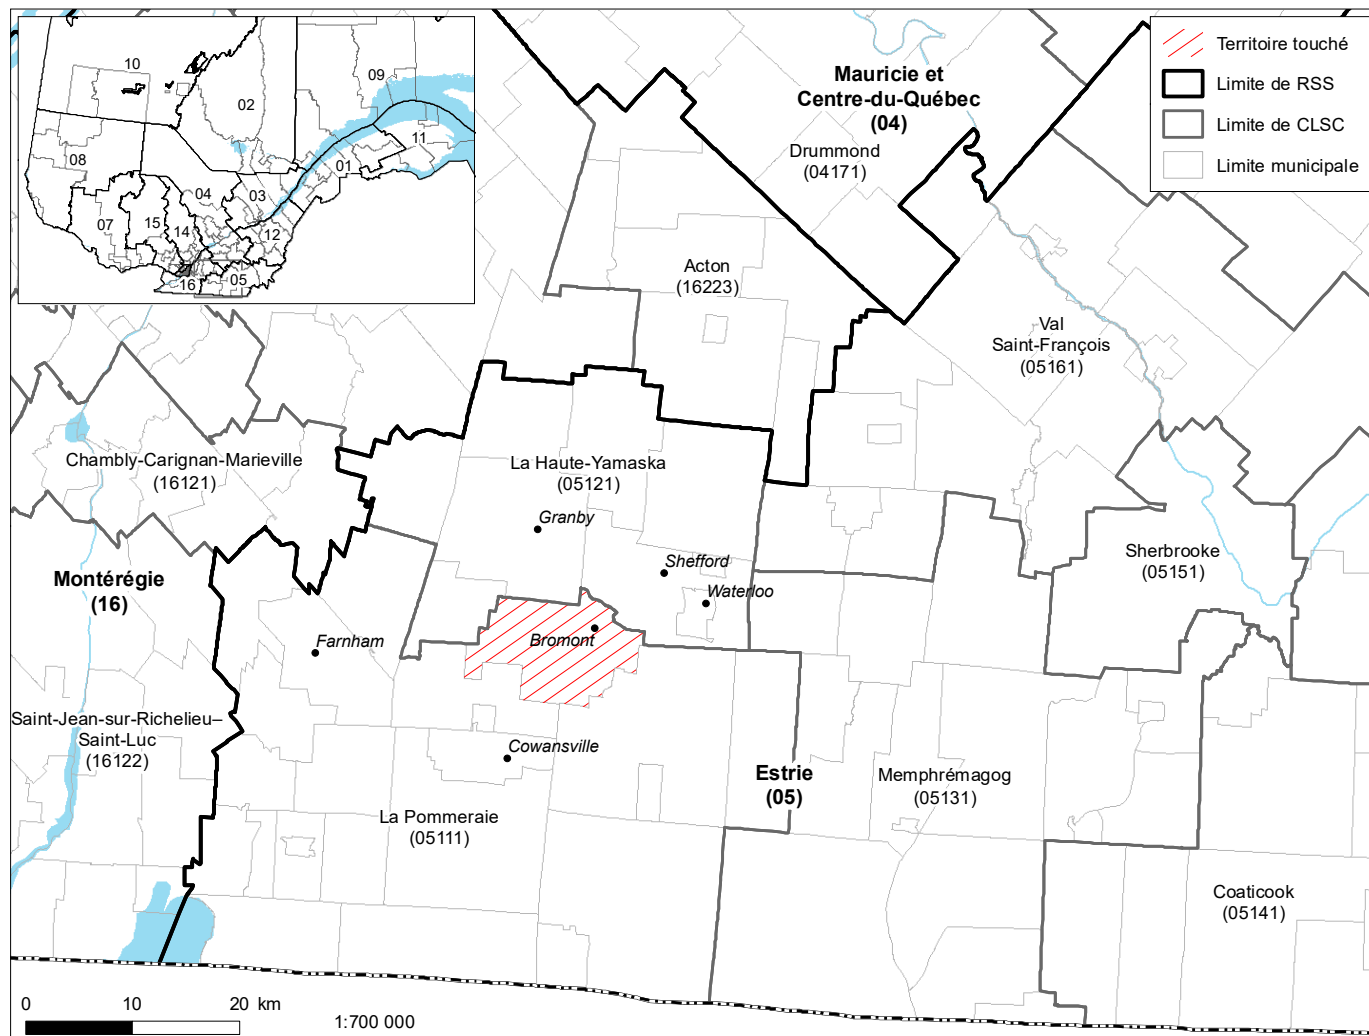 10
09
02
11
08
01
04
03
07
15
14
12
16
05
Territoire touché
Limite de RSS
Limite de CLSC
Limite municipale
Mauricie et
Centre-du-Québec
(04)
Drummond
(04171)
Acton
(16223)
Val
Saint-François
(05161)
Chambly-Carignan-Marieville
(16121)
La Haute-Yamaska
(05121)
Granby
Shefford
Waterloo
Sherbrooke
(05151)
Montérégie
(16)
Farnham
Bromont
Saint-Jean-sur-Richelieu–
Saint-Luc
(16122)
Cowansville
Estrie
(05)
Memphrémagog
(05131)
La Pommeraie
(05111)
Coaticook
(05141)
0 10 20 km
1:700 000